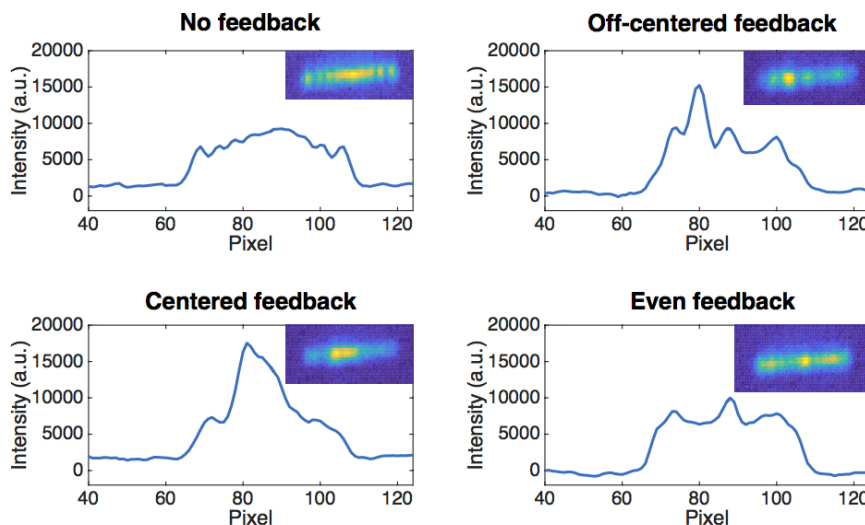 No feedback
Intensity (a.u.)
20000
15000
10000
5000
0
40 60 80 100 120
Pixel
Off-centered feedback
Intensity (a.u.)
20000
15000
10000
5000
0
40 60 80 100 120
Pixel
Centered feedback
Intensity (a.u.)
20000
15000
10000
5000
0
40 60 80 100 120
Pixel
Even feedback
Intensity (a.u.)
20000
15000
10000
5000
0
40 60 80 100 120
Pixel